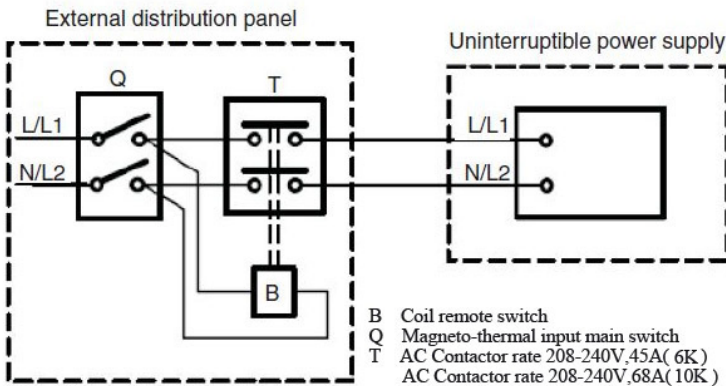 External distribution panel
Uninterruptible power supply
Q
T
L/L1
L/L1
N/L2
N/L2
B
B Coil remote switch
Q Magneto-thermal input main switch
T AC Contactor rate 208-240V,45A( 6K )
AC Contactor rate 208-240V,68A( 10K )